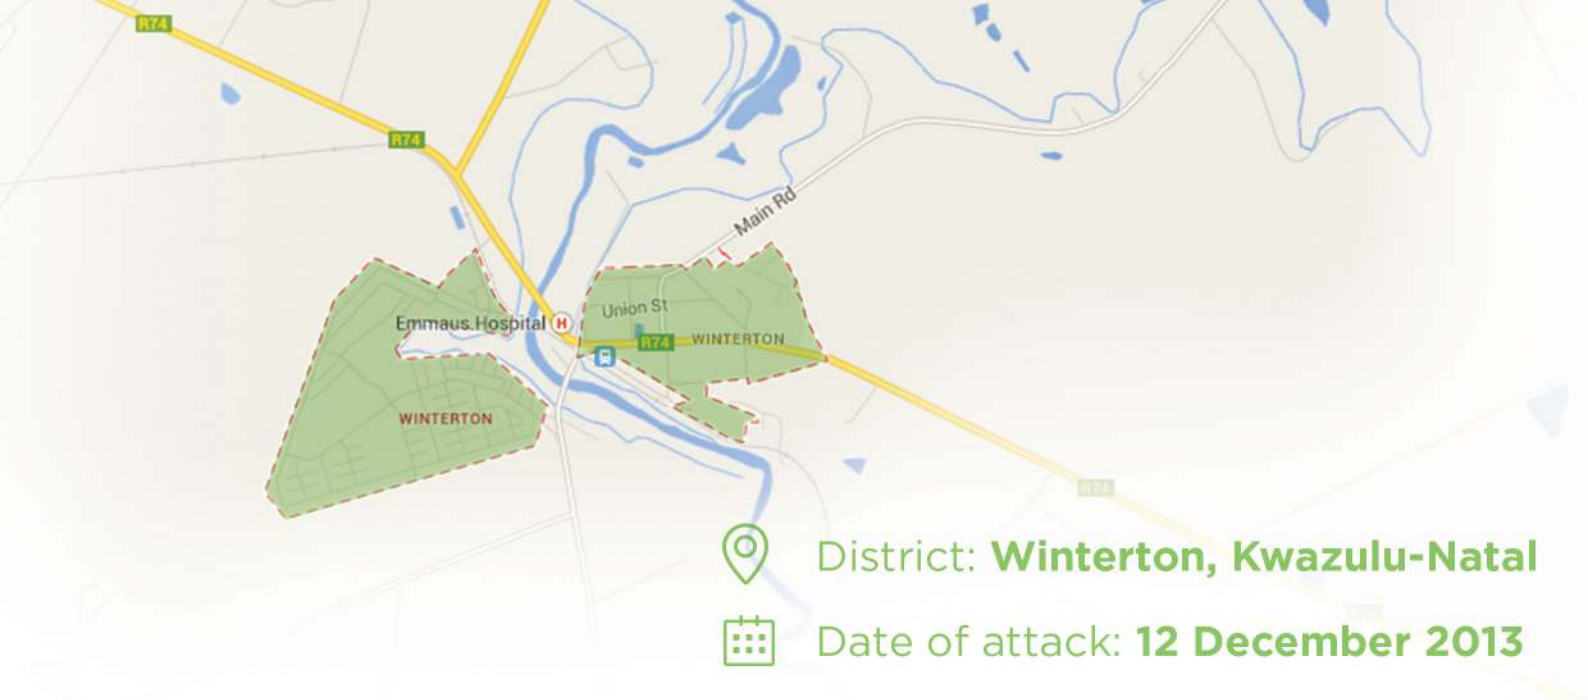 R74
R74
Main Rd
Union St
Emmaus Hospital H
R74 WINTERTON
WINTERTON
R74
District: Winterton, Kwazulu-Natal
Date of attack: 12 December 2013